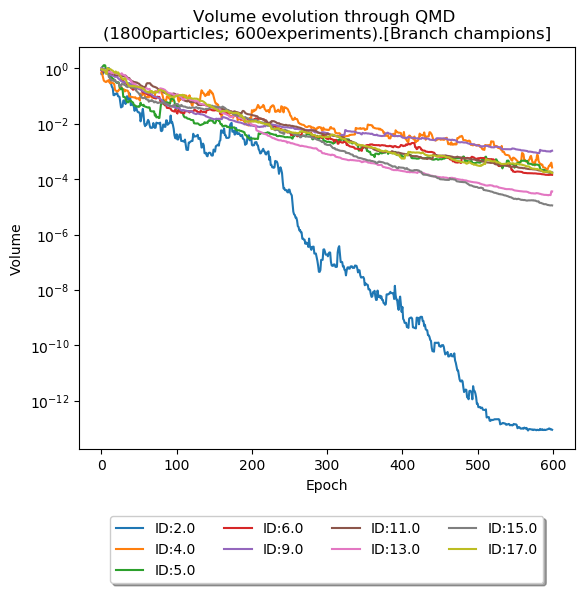 Volume evolution through QMD
(1800particles; 600experiments).[Branch champions]
Volume
10^0
10^−2
10^−4
10^−6
10^−8
10^−10
10^−12
0 100 200 300 400 500 600
Epoch
ID:2.0 ID:6.0 ID:11.0 ID:15.0
ID:4.0 ID:9.0 ID:13.0 ID:17.0
ID:5.0